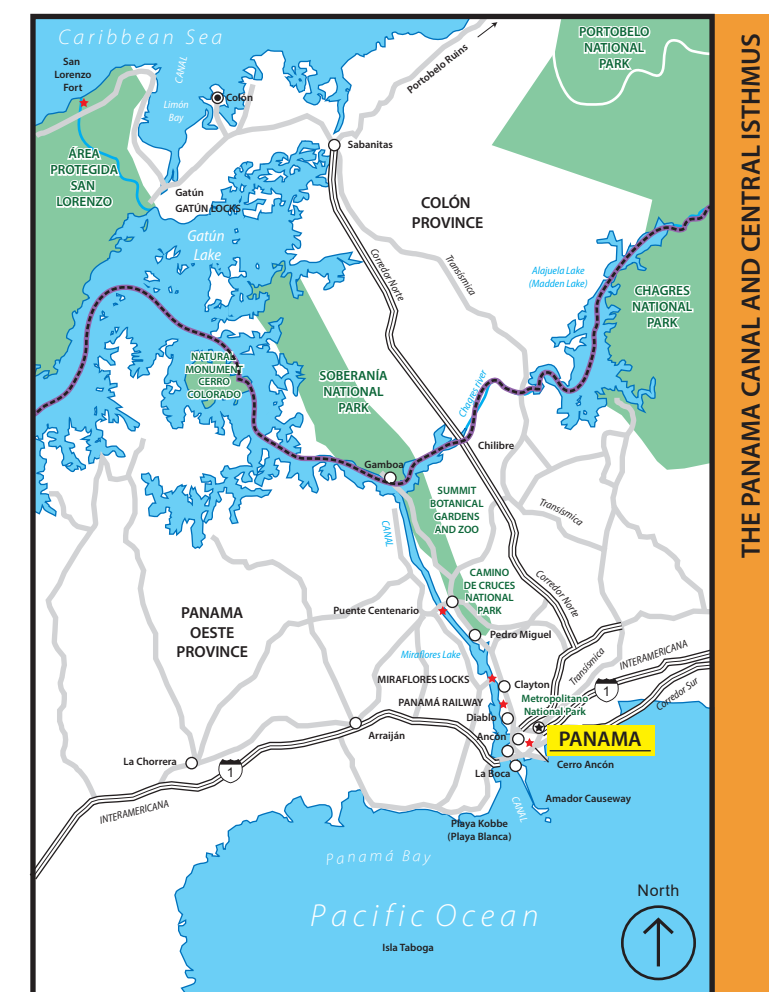 Caribbean Sea
PORTOBELO
NATIONAL
PARK
San
Lorenzo
Fort
CANAL
Portobelo Ruins
Limón
Bay
Colón
Sabanitas
ÁREA
PROTEGIDA
SAN
LORENZO
Gatún
GATÚN LOCKS
COLÓN
PROVINCE
Gatún
Lake
Corredor Norte
Transísmica
Alajuela Lake
(Madden Lake)
CHAGRES
NATIONAL
PARK
NATURAL
MONUMENT
CERRO
COLORADO
SOBERANÍA
NATIONAL
PARK
Chagres river
Chilibre
Gamboa
SUMMIT
BOTANICAL
GARDENS
AND ZOO
CANAL
Transísmica
CAMINO
DE CRUCES
NATIONAL
PARK
Corredor Norte
Puente Centenario
PANAMA
OESTE
PROVINCE
Pedro Miguel
Miraflores Lake
Transísmica
INTERAMERICANA
MIRAFLORES LOCKS
Clayton
1
Corredor Sur
PANAMÁ RAILWAY
Metropolitano
National Park
Diablo
Arraiján
Ancón
PANAMA
La Chorrera
1
La Boca
Cerro Ancón
INTERAMERICANA
CANAL
Amador Causeway
Playa Kobbe
(Playa Blanca)
Panamá Bay
Pacific Ocean
Isla Taboga
North
THE PANAMA CANAL AND CENTRAL ISTHMUS